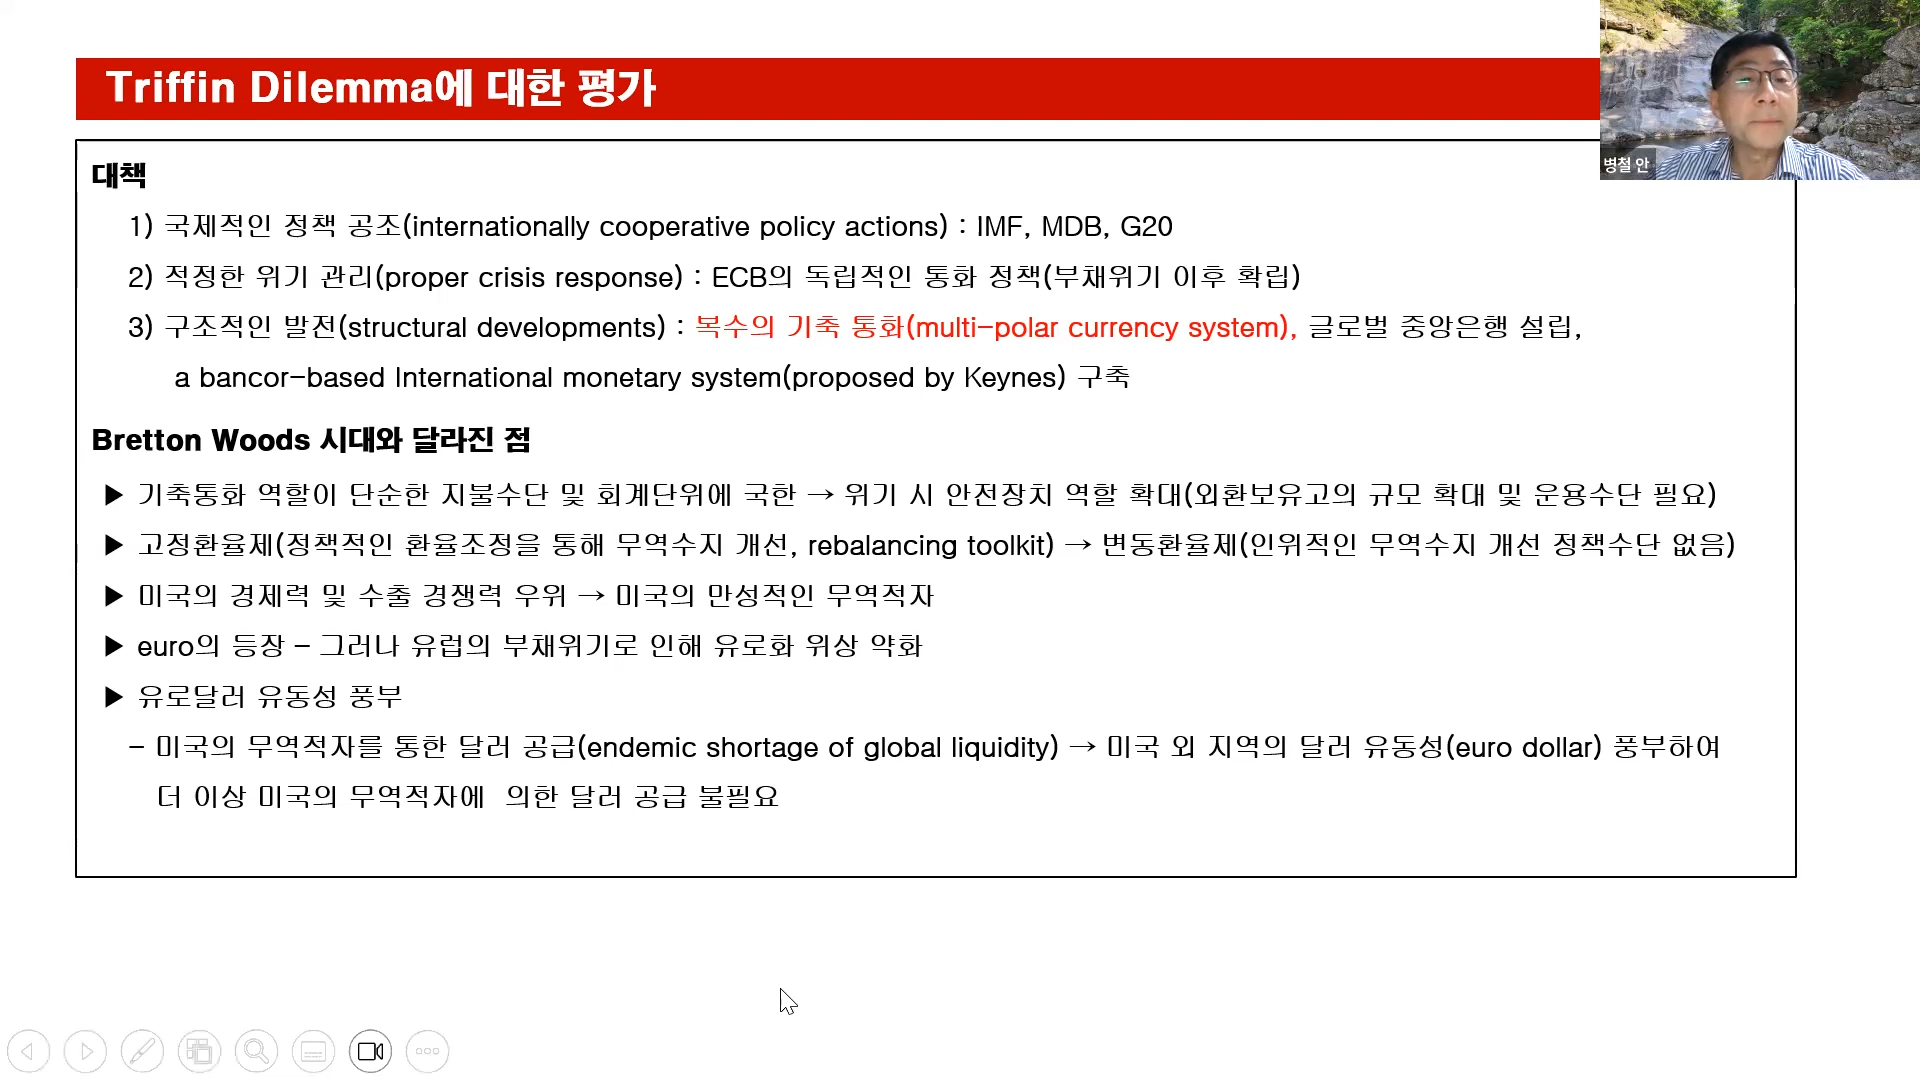 Triffin Dilemma에 대한 평가
병철 안
대책
1) 국제적인 정책 공조(internationally cooperative policy actions) : IMF, MDB, G20
2) 적정한 위기 관리(proper crisis response) : ECB의 독립적인 통화 정책(부채위기 이후 확립)
3) 구조적인 발전(structural developments) : 복수의 기축 통화(multi-polar currency system), 글로벌 중앙은행 설립,
a bancor-based International monetary system(proposed by Keynes) 구축
Bretton Woods 시대와 달라진 점
▶ 기축통화 역할이 단순한 지불수단 및 회계단위에 국한 → 위기 시 안전장치 역할 확대(외환보유고의 규모 확대 및 운용수단 필요)
▶ 고정환율제(정책적인 환율조정을 통해 무역수지 개선, rebalancing toolkit) → 변동환율제(인위적인 무역수지 개선 정책수단 없음)
▶ 미국의 경제력 및 수출 경쟁력 우위 → 미국의 만성적인 무역적자
▶ euro의 등장 – 그러나 유럽의 부채위기로 인해 유로화 위상 약화
▶ 유로달러 유동성 풍부
- 미국의 무역적자를 통한 달러 공급(endemic shortage of global liquidity) → 미국 외 지역의 달러 유동성(euro dollar) 풍부하여
더 이상 미국의 무역적자에 의한 달러 공급 불필요